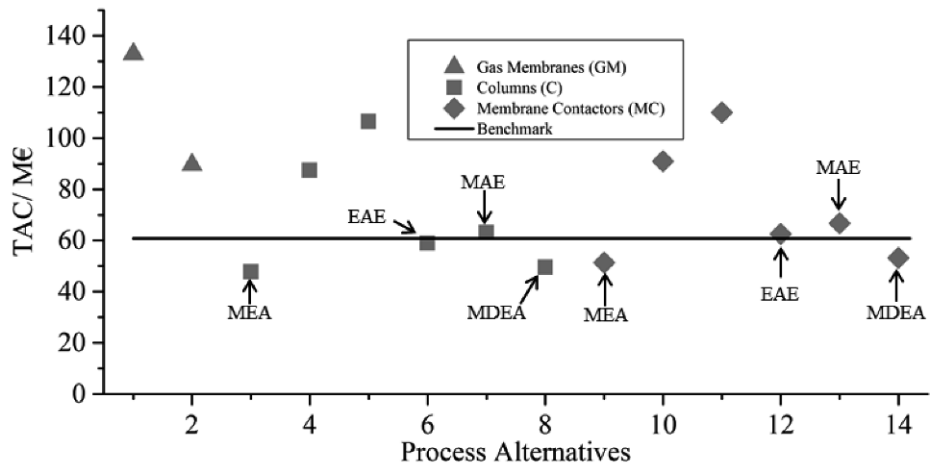 140
120
100
80
60
40
20
0
TAC/ M€
Gas Membranes (GM)
Columns (C)
Membrane Contactors (MC)
Benchmark
MAE
MAE
EAE
MEA
MDEA
MEA
EAE
MDEA
2 4 6 8 10 12 14
Process Alternatives